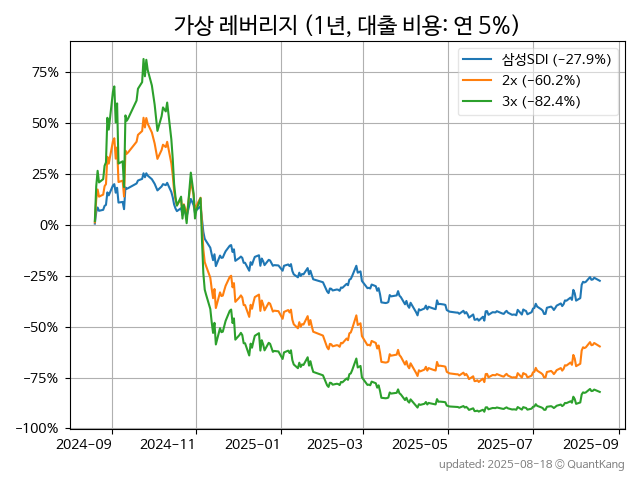 가상 레버리지 (1년, 대출 비용: 연 5%)
삼성SDI (−27.9%)
2x (−60.2%)
3x (−82.4%)
75%
50%
25%
0%
−25%
−50%
−75%
−100%
2024-09 2024-11 2025-01 2025-03 2025-05 2025-07 2025-09
updated: 2025-08-18 © QuantKang